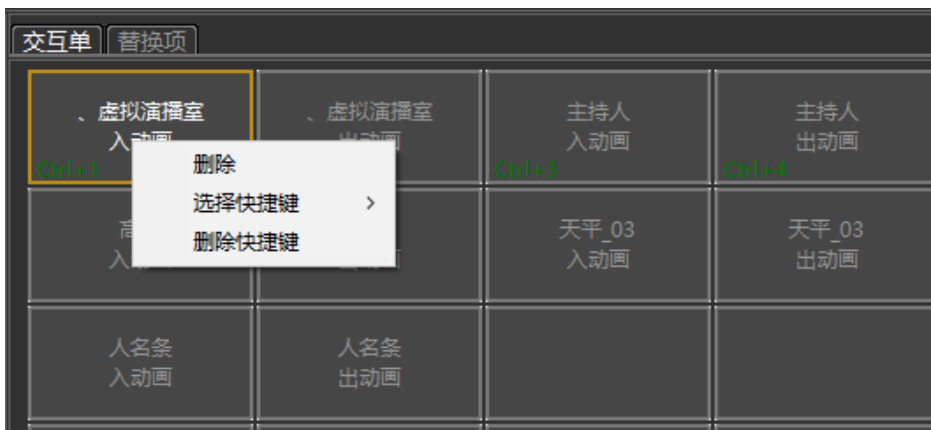 交互单 替换项
、虚拟演播室 、虚拟演播室 主持人 主持人
入动画 入动画 出动画
Ctrl+1 Ctrl+3 Ctrl+4
删除
选择快捷键 >
删除快捷键
天平_03 天平_03
入动画 出动画
人名条 人名条
入动画 出动画